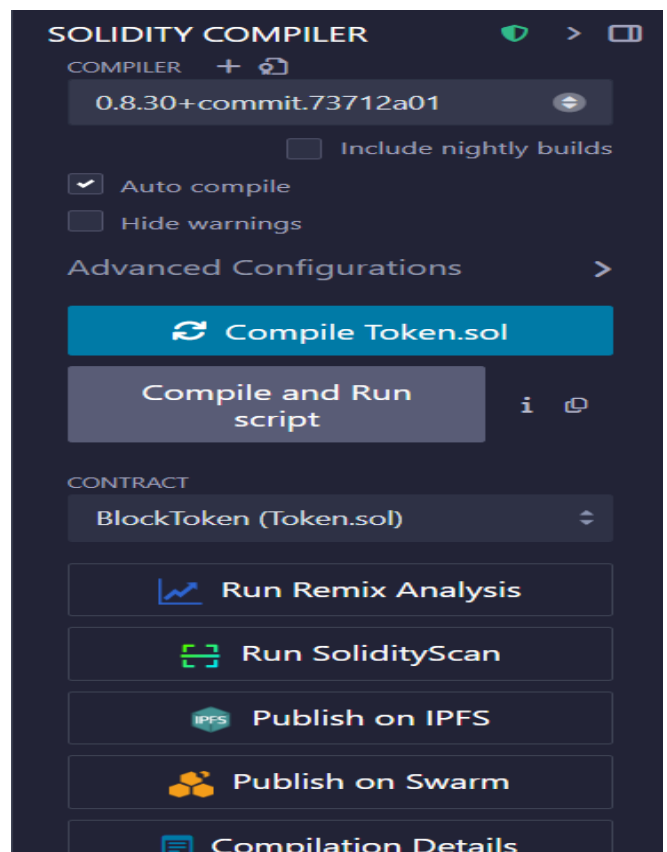 SOLIDITY COMPILER
COMPILER
0.8.30+commit.73712a01
Include nightly builds
Auto compile
Hide warnings
Advanced Configurations
Compile Token.sol
Compile and Run
script
i
CONTRACT
BlockToken (Token.sol)
Run Remix Analysis
Run SolidityScan
IPFS Publish on IPFS
Publish on Swarm
Compilation Details